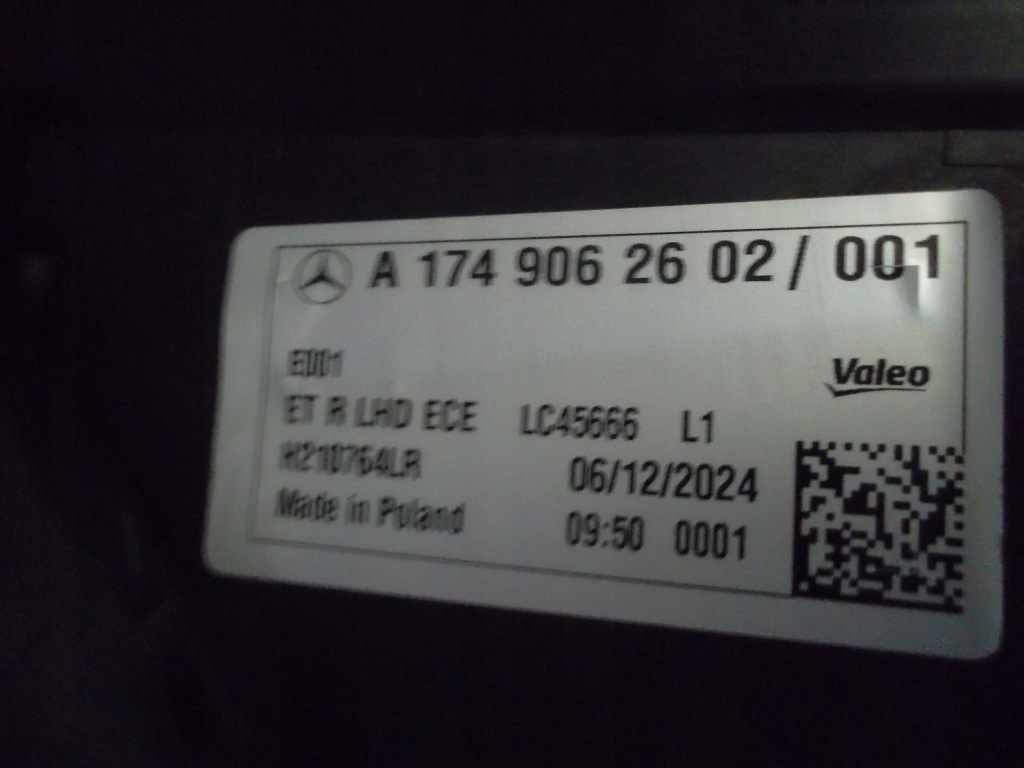 A 174 906 26 02 / 001
E001
Valeo
ET R LHD ECE LC45666 L1
H210764LR 06/12/2024
Made in Poland 09:50 0001